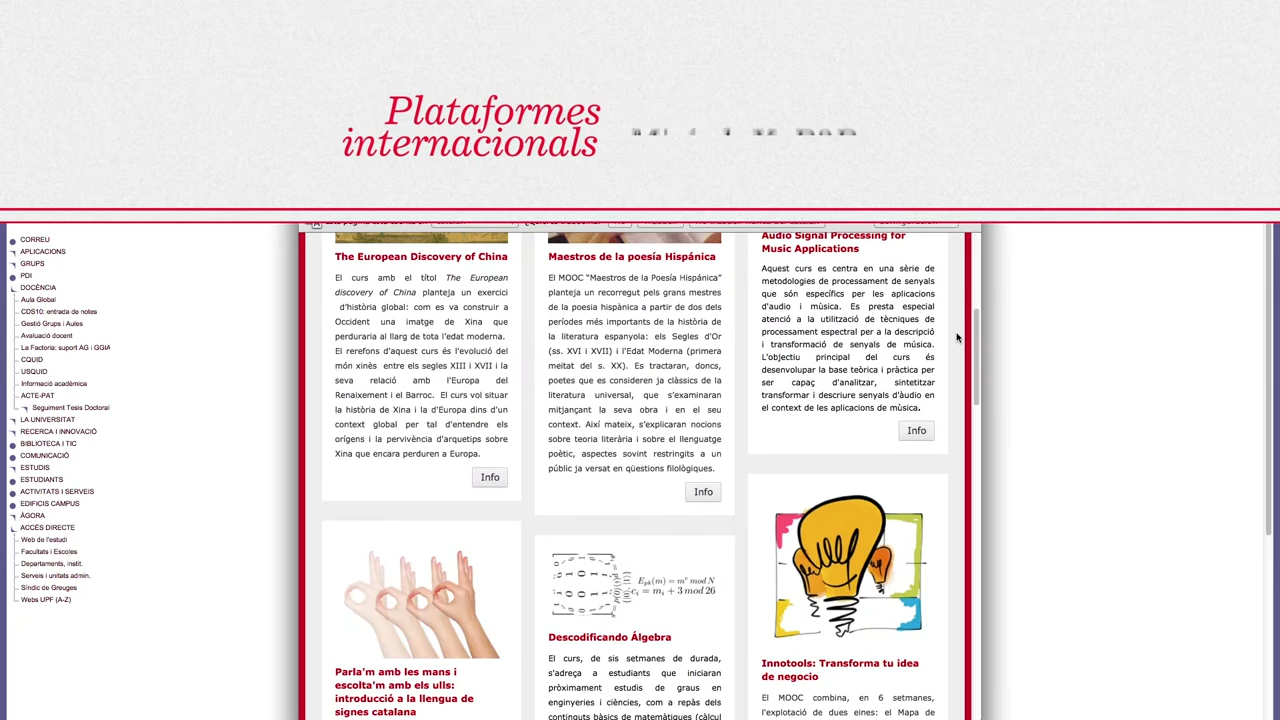 Plataformes
internacionals
CORREU
APLICACIONS
GRUPS
PDI
DOCÈNCIA
Aula Global
CDS10: entrada de notes
Gestió Grups i Aules
Avaluació docent
La Factoria: suport AG i GGIA
CQUID
USQUID
Informació acadèmica
ACTE-PAT
Seguiment Tesis Doctoral
LA UNIVERSITAT
RECERCA I INNOVACIÓ
BIBLIOTECA I TIC
COMUNICACIÓ
ESTUDIS
ESTUDIANTS
ACTIVITATS I SERVEIS
EDIFICIS CAMPUS
ÀGORA
ACCÉS DIRECTE
Web de l'estudi
Facultats i Escoles
Departaments, instit.
Serveis i unitats admin.
Síndic de Greuges
Webs UPF (A-Z)
The European Discovery of China
El curs amb el títol The European
discovery of China planteja un exercici
d'història global: com es va construir a
Occident una imatge de Xina que
perduraria al llarg de tota l'edat moderna.
El rerefons d'aquest curs és l'evolució del
món xinès entre els segles XIII i XVII i la
seva relació amb l'Europa del
Renaixement i el Barroc. El curs vol situar
la història de Xina i la d'Europa dins d'un
context global per tal d'entendre els
orígens i la pervivència d'arquetips sobre
Xina que encara perduren a Europa.
Info
Maestros de la poesía Hispánica
El MOOC "Maestros de la Poesía Hispánica"
planteja un recorregut pels grans mestres
de la poesia hispànica a partir de dos dels
períodes més importants de la història de
la literatura espanyola: els Segles d'Or
(ss. XVI i XVII) i l'Edat Moderna (primera
meitat del s. XX). Es tractaran, doncs,
poetes que es consideren ja clàssics de la
literatura universal, que s'examinaran
mitjançant la seva obra i en el seu
context. Així mateix, s'explicaran nocions
sobre teoria literària i sobre el llenguatge
poètic, aspectes sovint restringits a un
públic ja versat en qüestions filològiques.
Info
Audio Signal Processing for
Music Applications
Aquest curs es centra en una sèrie de
metodologies de processament de senyals
que són específics per les aplicacions
d'audio i mùsica. Es presta especial
atenció a la utilització de tècniques de
processament espectral per a la descripció
i transformació de senyals de música.
L'objectiu principal del curs és
desenvolupar la base teòrica i pràctica per
ser capaç d'analitzar, sintetitzar
transformar i descriure senyals d'àudio en
el context de les aplicacions de mùsica.
Info
Parla'm amb les mans i
escolta'm amb els ulls:
introducció a la llengua de
signes catalana
Descodificando Álgebra
El curs, de sis setmanes de durada,
s'adreça a estudiants que iniciaran
pròximament estudis de graus en
enginyeries i ciències, com a repàs dels
continguts bàsics de matemàtiques (càlcul
Innotools: Transforma tu idea
de negocio
El MOOC combina, en 6 setmanes,
l'explotació de dues eines: el Mapa de